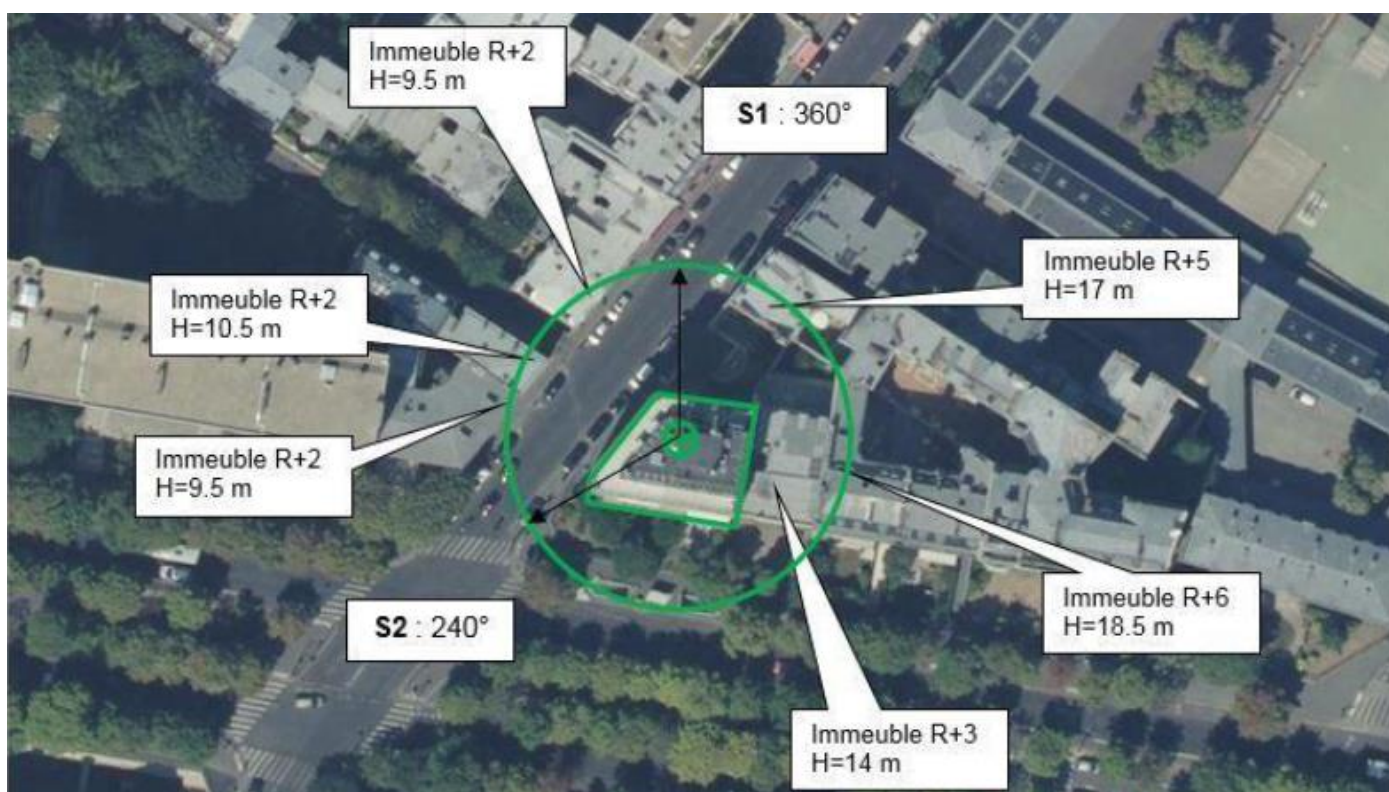 Immeuble R+2
H=9.5 m
S1 : 360°
Immeuble R+5
H=17 m
Immeuble R+2
H=10.5 m
Immeuble R+2
H=9.5 m
Immeuble R+6
H=18.5 m
S2 : 240°
Immeuble R+3
H=14 m